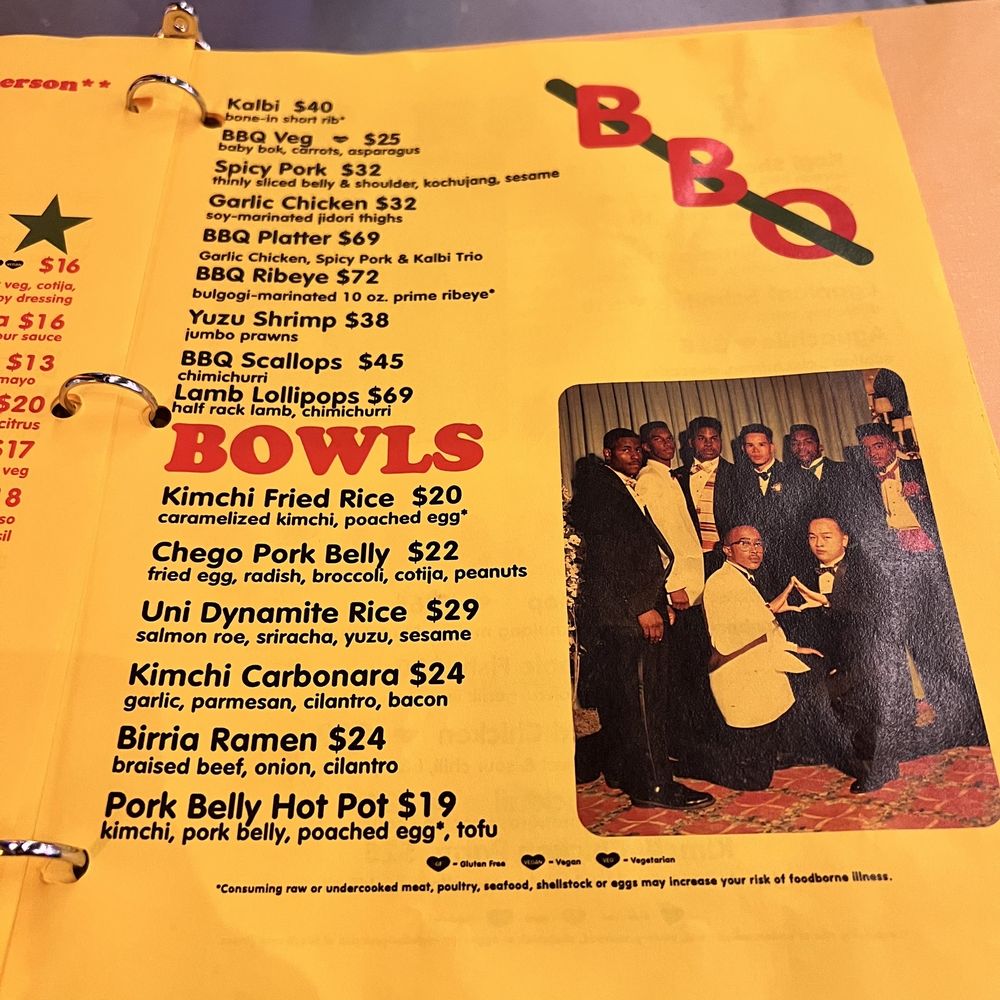 erson**
$16
veg, cotija,
dressing
$16
our sauce
$13
mayo
$20
citrus
$17
veg
8
BBQ
Kalbi $40
bone-in short rib*
BBQ Veg $25
baby bok, carrots, asparagus
Spicy Pork $32
thinly sliced belly & shoulder, kochujang, sesame
Garlic Chicken $32
soy-marinated jidori thighs
BBQ Platter $69
Garlic Chicken, Spicy Pork & Kalbi Trio
BBQ Ribeye $72
bulgogi-marinated 10 oz. prime ribeye*
Yuzu Shrimp $38
jumbo prawns
BBQ Scallops $45
chimichurri
Lamb Lollipops $69
half rack lamb, chimichurri
BOWLS
Kimchi Fried Rice $20
caramelized kimchi, poached egg*
Chego Pork Belly $22
fried egg, radish, broccoli, cotija, peanuts
Uni Dynamite Rice $29
salmon roe, sriracha, yuzu, sesame
Kimchi Carbonara $24
garlic, parmesan, cilantro, bacon
Birria Ramen $24
braised beef, onion, cilantro
Pork Belly Hot Pot $19
kimchi, pork belly, poached egg*, tofu
GF - Gluten Free VEGAN - Vegan VEG - Vegetarian
*Consuming raw or undercooked meat, poultry, seafood, shellstock or eggs may increase your risk of foodborne illness.